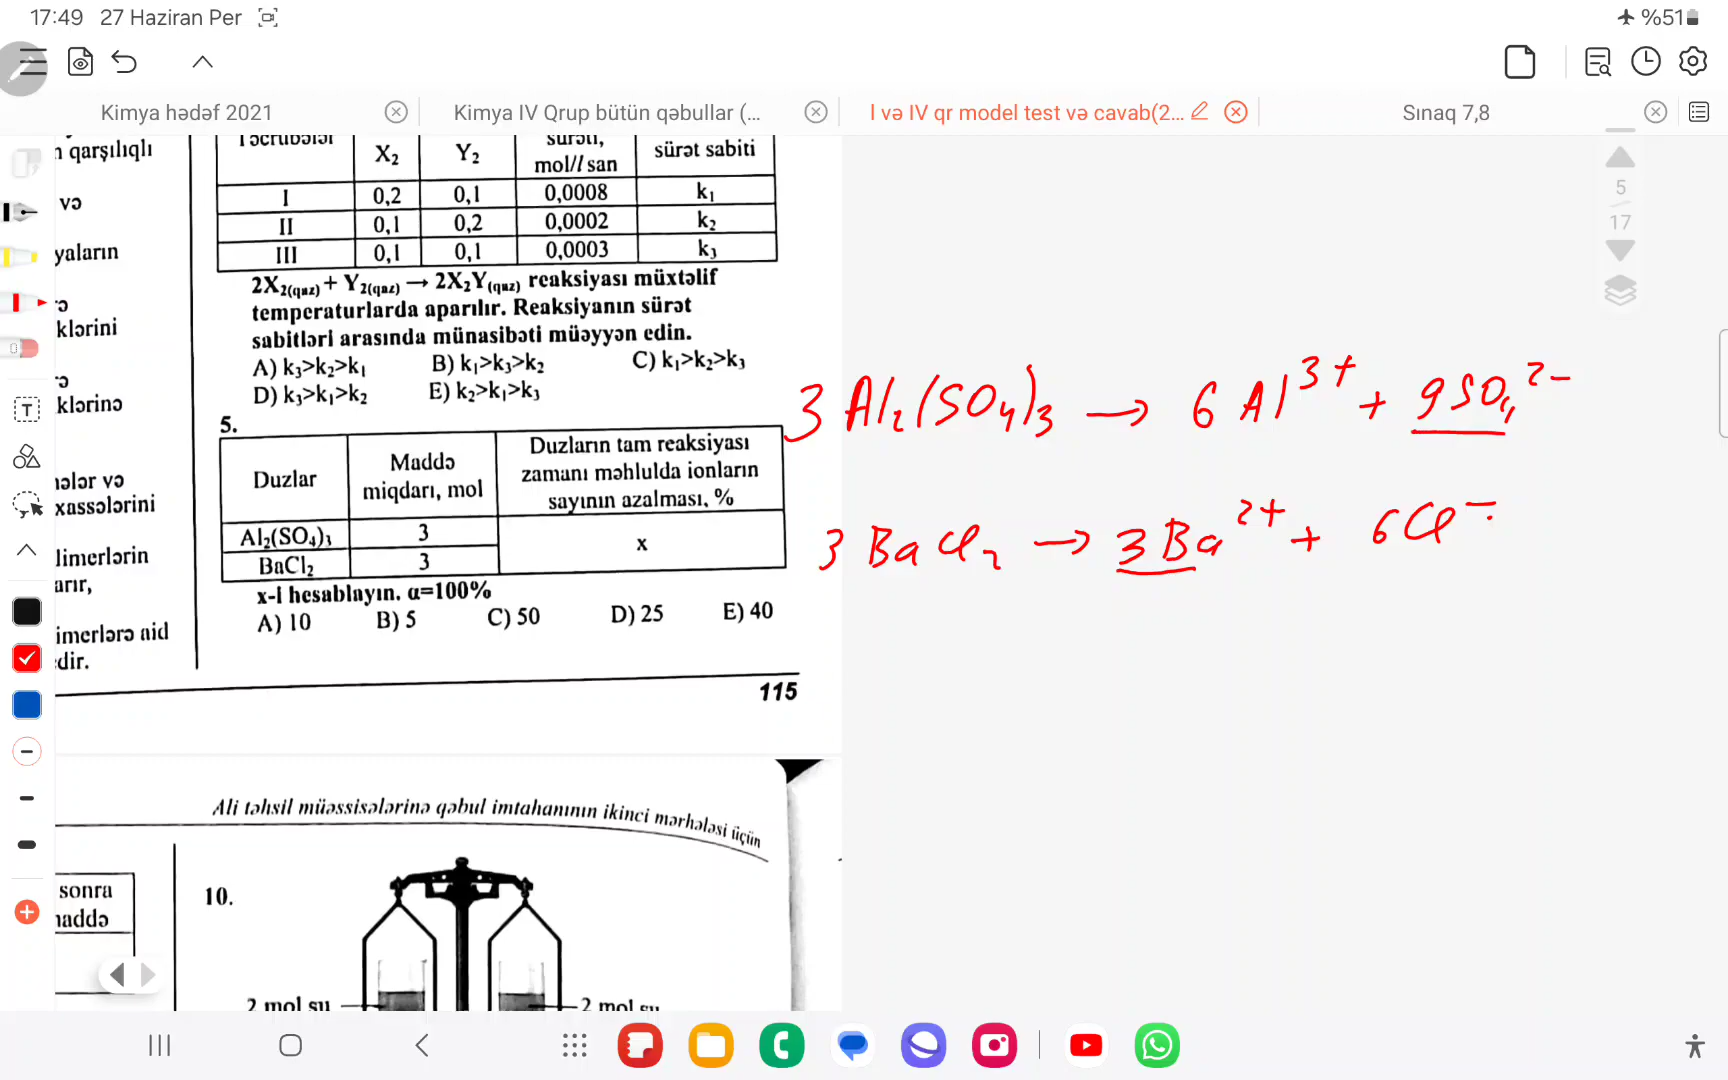 17:49 27 Haziran Per %51
Kimya hədəf 2021
Kimya IV Qrup bütün qəbullar (...
I və IV qr model test və cavab(2...
Sınaq 7,8
5
17
n qarşılıqlı
və
yaların
ə
klərini
ə
klərinə
ələr və
xassələrini
limerlərin
arır,
imerlərə aid
dir.
Təcrübələr X₂ Y₂ sürəti, mol/l san sürət sabiti
I 0,2 0,1 0,0008 k₁
II 0,1 0,2 0,0002 k₂
III 0,1 0,1 0,0003 k₃
2X₂(qaz) + Y₂(qaz) → 2X₂Y(qaz) reaksiyası müxtəlif
temperaturlarda aparılır. Reaksiyanın sürət
sabitləri arasında münasibəti müəyyən edin.
A) k₃>k₂>k₁ B) k₁>k₃>k₂ C) k₁>k₂>k₃
D) k₃>k₁>k₂ E) k₂>k₁>k₃
5.
Duzlar Maddə miqdarı, mol Duzların tam reaksiyası zamanı məhlulda ionların sayının azalması, %
Al₂(SO₄)₃ 3 x
BaCl₂ 3
x-i hesablayın. α=100%
A) 10 B) 5 C) 50 D) 25 E) 40
115
3 Al₂(SO₄)₃ → 6 Al³⁺ + 9SO₄²⁻
3 BaCl₂ → 3Ba²⁺ + 6Cl⁻
Ali təhsil müəssisələrinə qəbul imtahanının ikinci mərhələsi üçün
sonra
maddə
10.
2 mol su 2 mol su
T